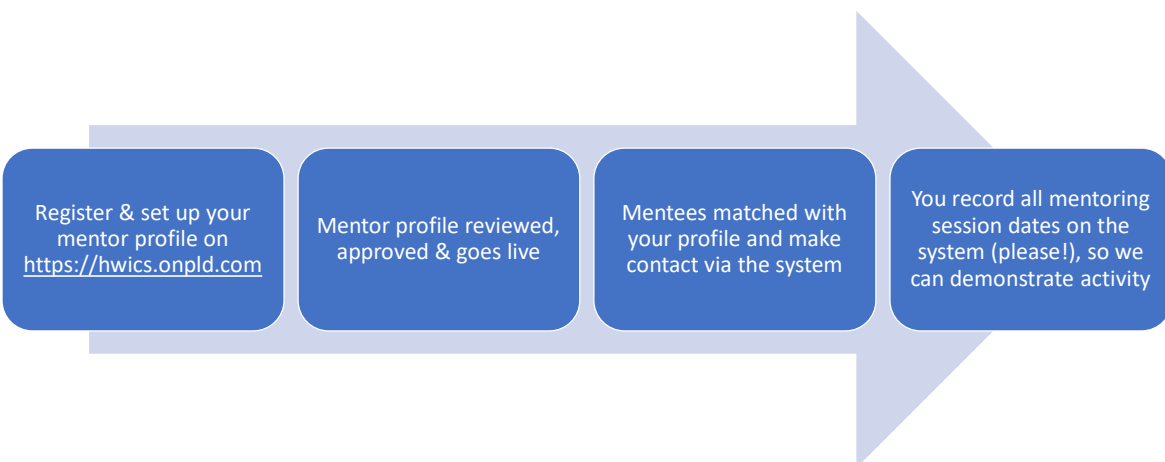 Register & set up your
mentor profile on
https://hwics.onpld.com
Mentor profile reviewed,
approved & goes live
Mentees matched with
your profile and make
contact via the system
You record all mentoring
session dates on the
system (please!), so we
can demonstrate activity